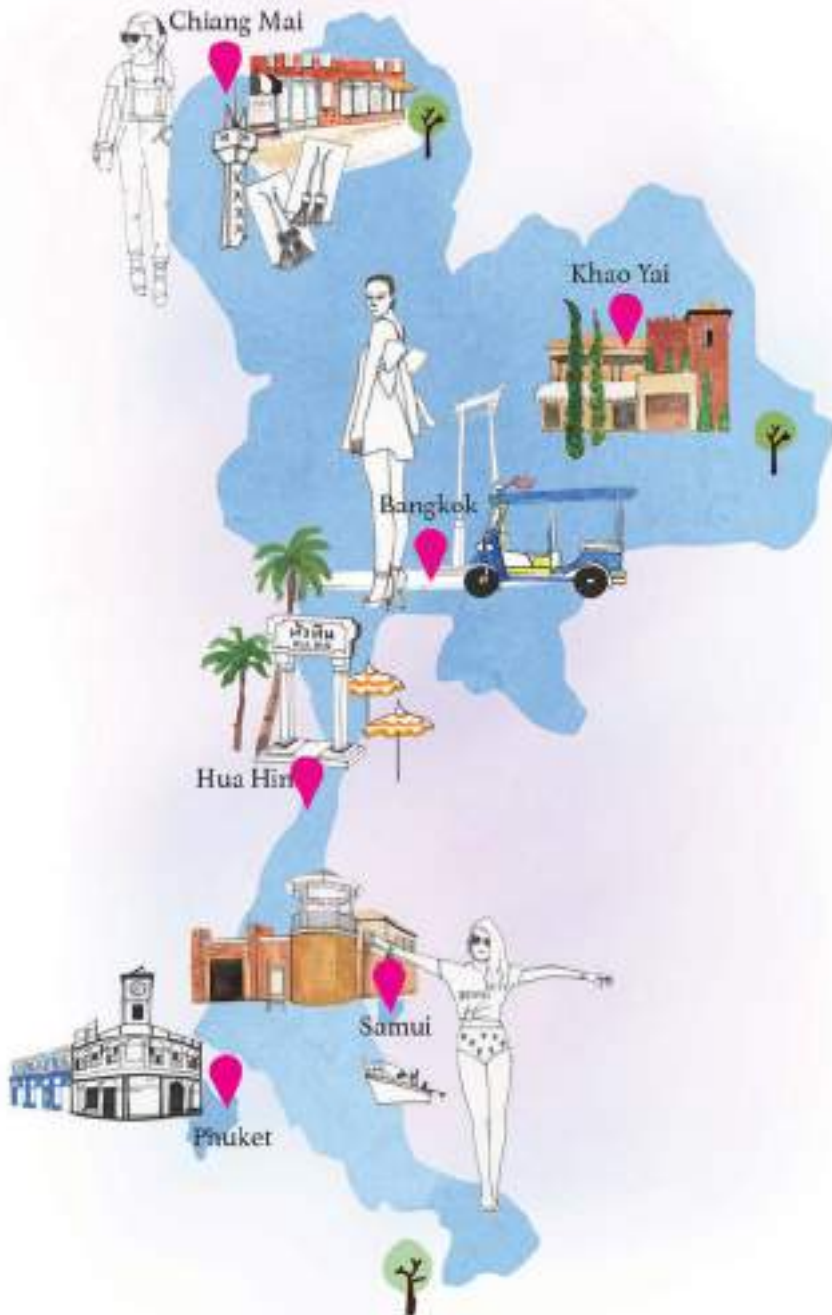 Chiang Mai
Khao Yai
Bangkok
หัวหิน
Hua Hin
Samui
Phuket